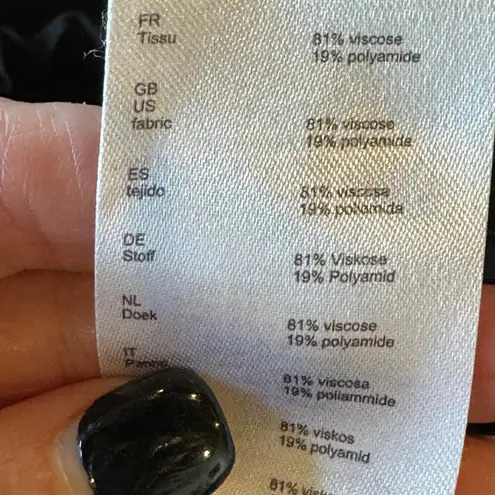 FR
Tissu
81% viscose
19% polyamide
GB
US
fabric
81% viscose
19% polyamide
ES
tejido
81% viscosa
19% poliamida
DE
Stoff
81% Viskose
19% Polyamid
NL
Doek
81% viscose
19% polyamide
IT
81% viscosa
19% poliammide
81% viskos
19% polyamid
81%